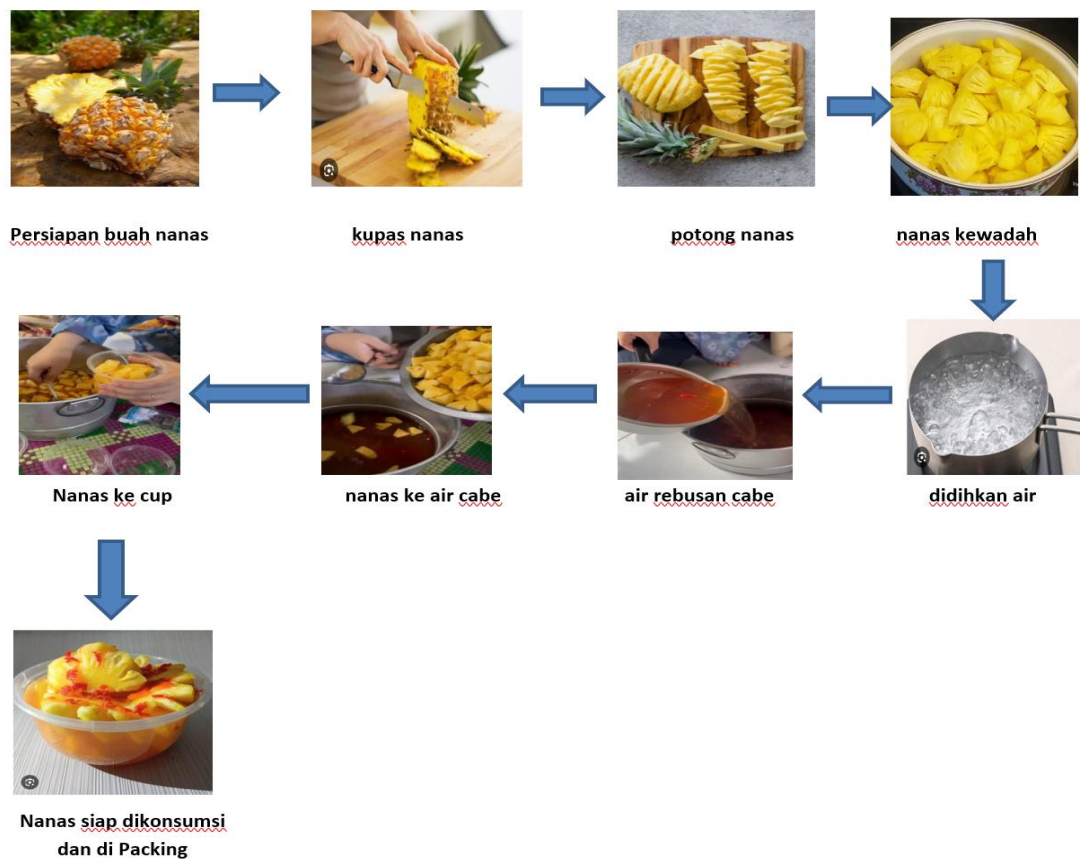 Persiapan buah nanas
kupas nanas
potong nanas
nanas kewadah
didihkan air
air rebusan cabe
nanas ke air cabe
Nanas ke cup
Nanas siap dikonsumsi
dan di Packing